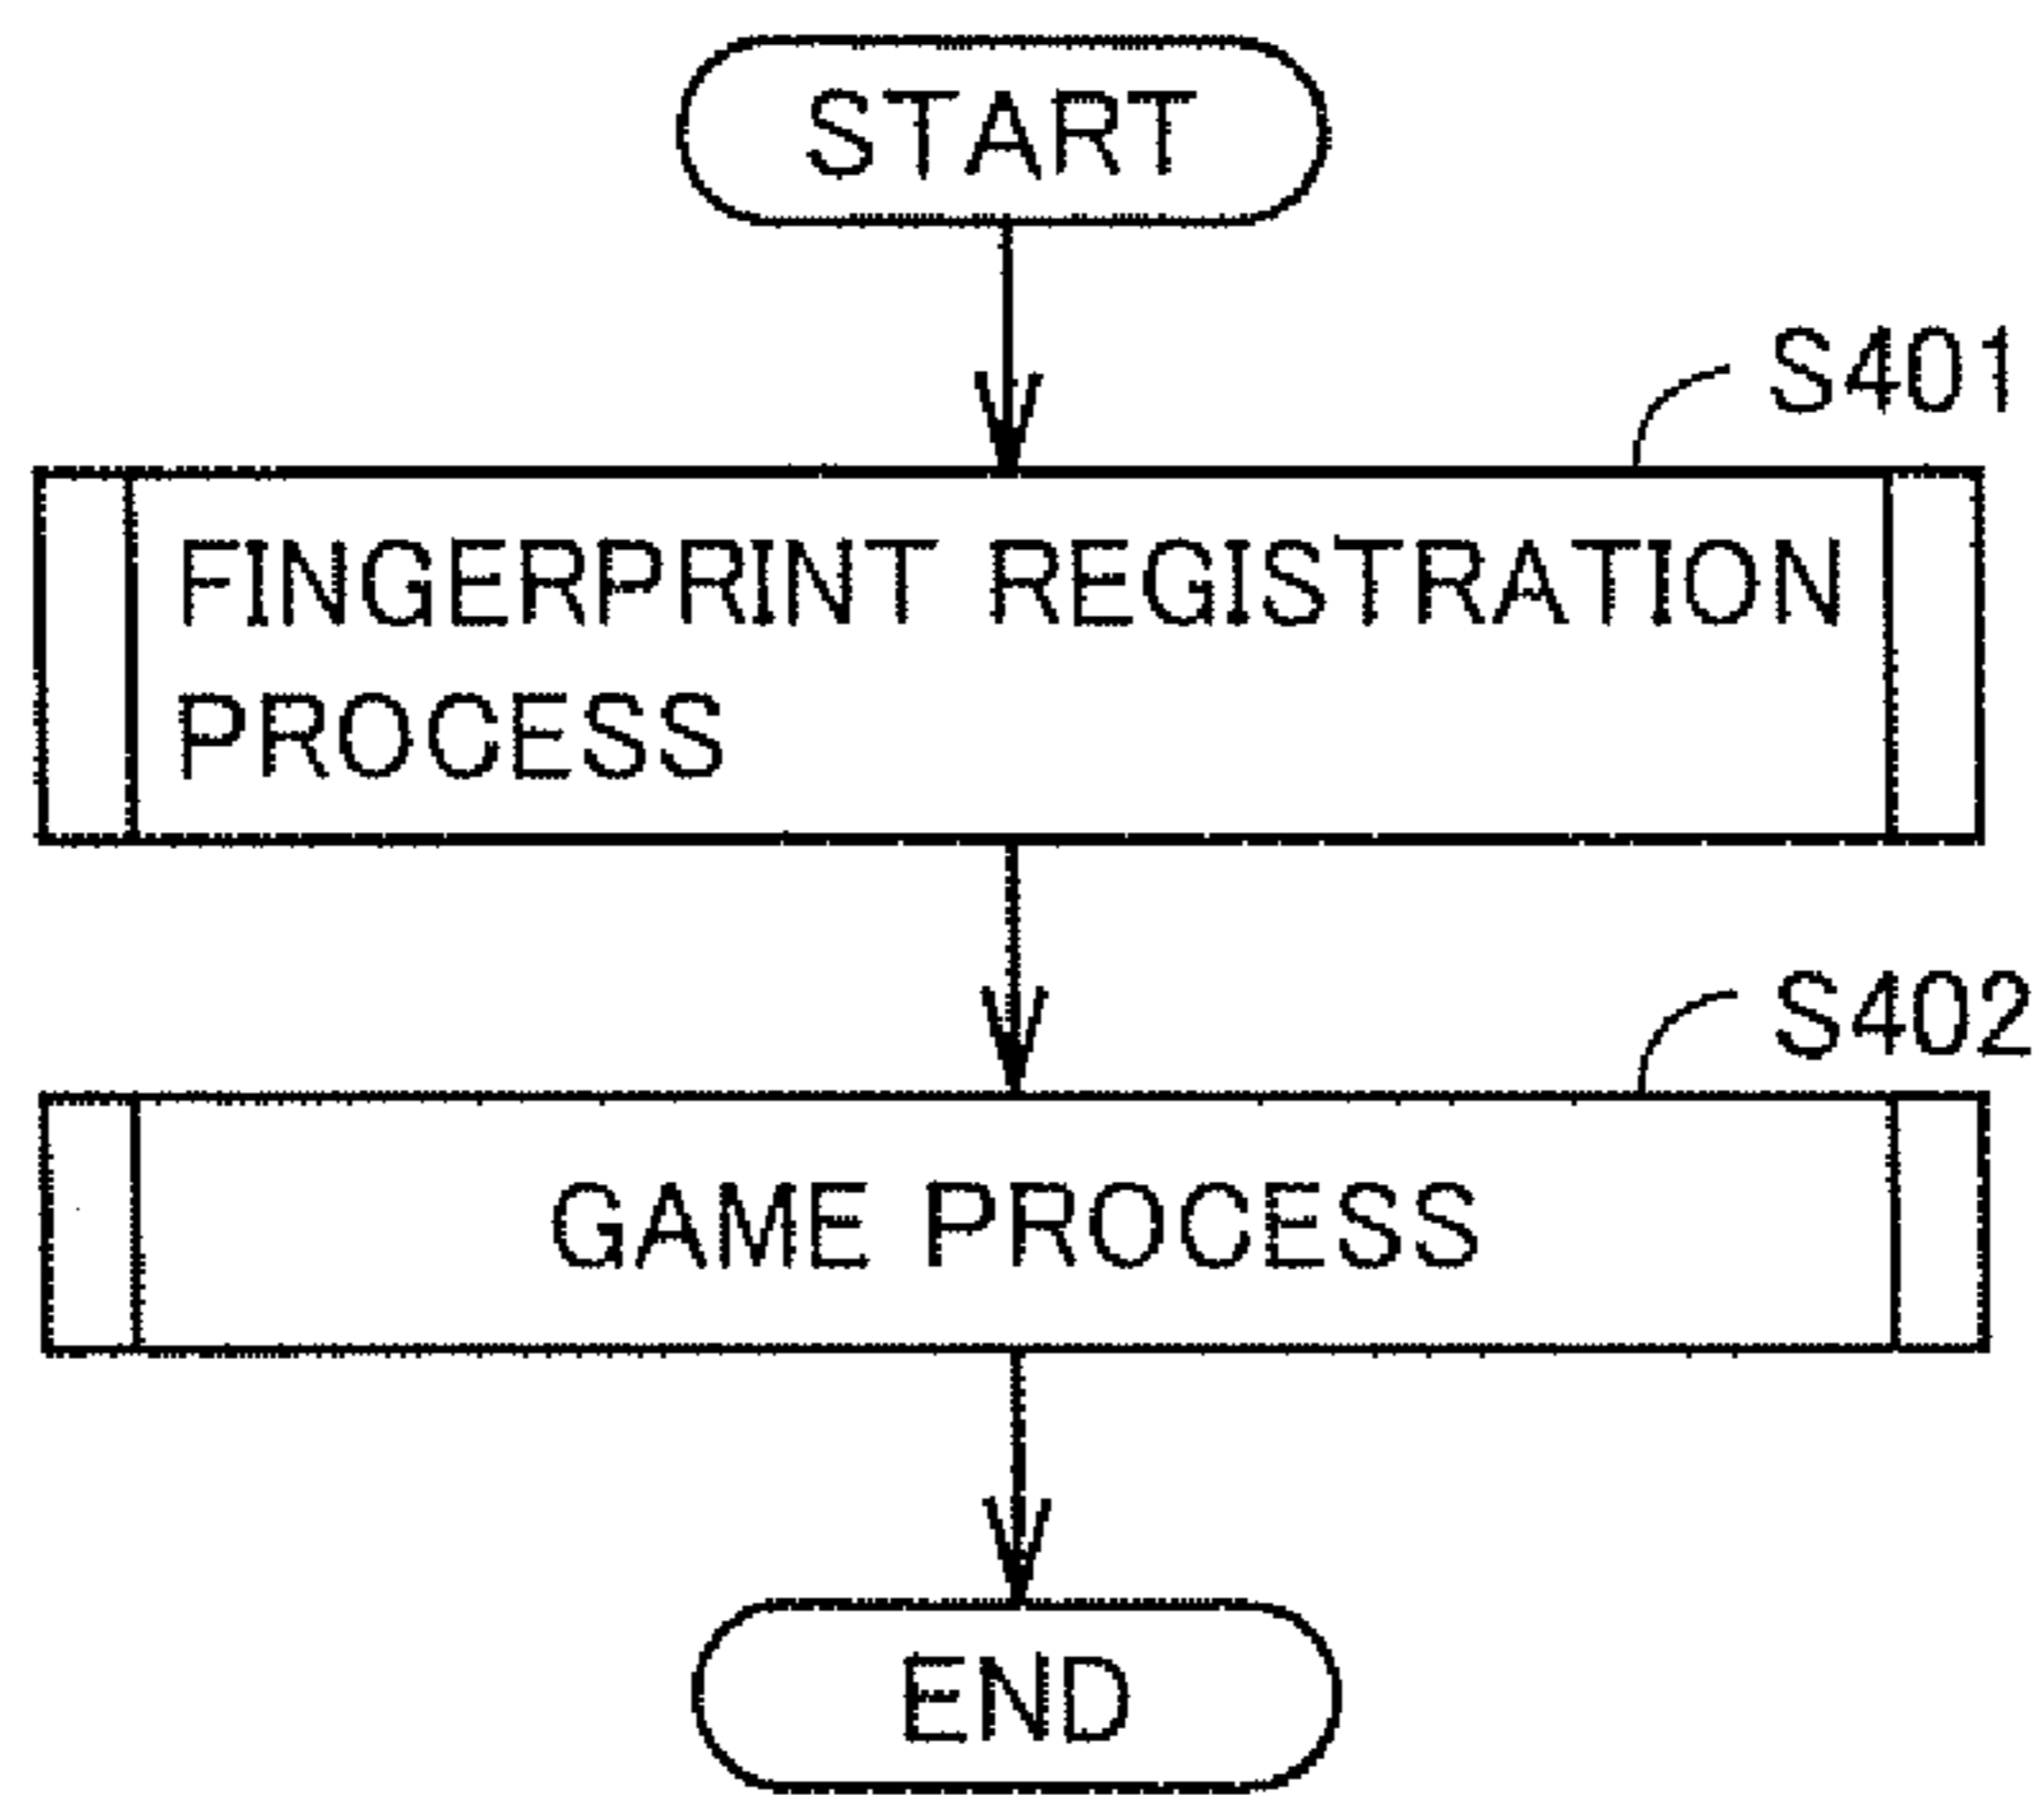 START
S401
FINGERPRINT REGISTRATION
PROCESS
S402
GAME PROCESS
END